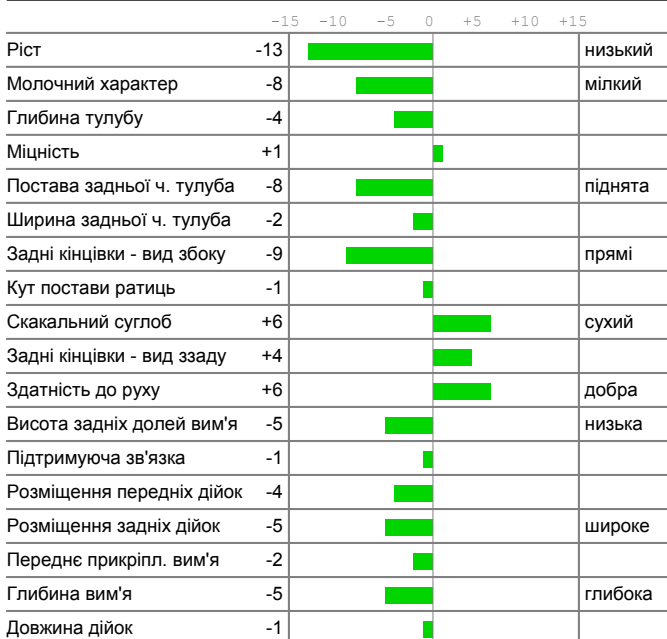 -15 -10 -5 0 +5 +10 +15
Ріст -13 низький
Молочний характер -8 мілкий
Глибина тулубу -4
Міцність +1
Постава задньої ч. тулуба -8 піднята
Ширина задньої ч. тулуба -2
Задні кінцівки - вид збоку -9 прямі
Кут постави ратиць -1
Скакальний суглоб +6 сухий
Задні кінцівки - вид ззаду +4
Здатність до руху +6 добра
Висота задніх долей вим'я -5 низька
Підтримуюча зв'язка -1
Розміщення передніх дійок -4
Розміщення задніх дійок -5 широке
Переднє прикріпл. вим'я -2
Глибина вим'я -5 глибока
Довжина дійок -1